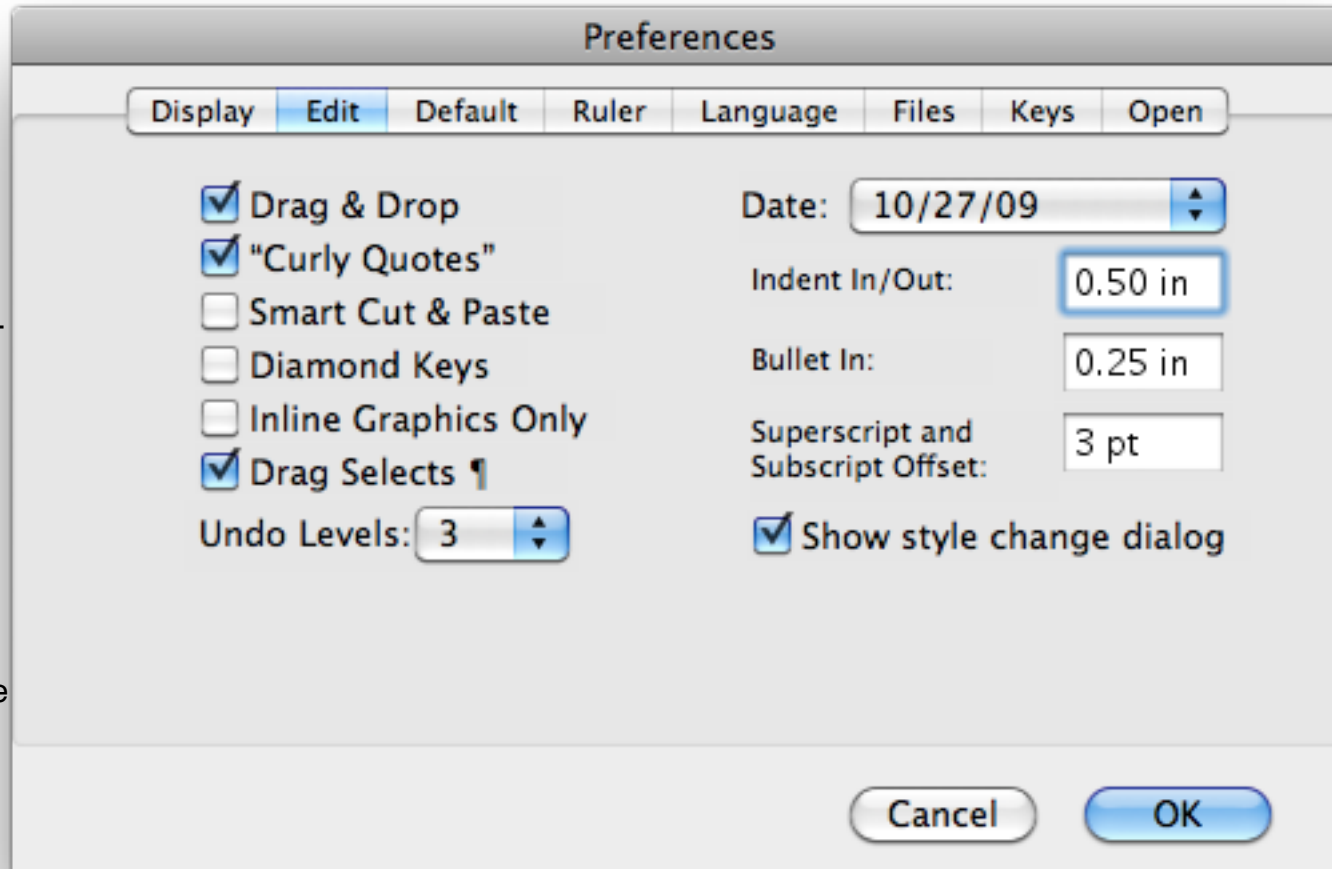 Preferences
Display Edit Default Ruler Language Files Keys Open
Drag & Drop
“Curly Quotes”
Smart Cut & Paste
Diamond Keys
Inline Graphics Only
Drag Selects ¶
Undo Levels: 3
Date: 10/27/09
Indent In/Out: 0.50 in
Bullet In: 0.25 in
Superscript and
Subscript Offset: 3 pt
Show style change dialog
e
Cancel OK